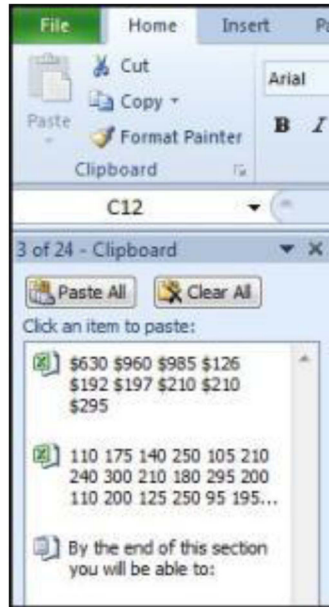 File Home Insert Pa
Cut
Copy
Paste
Format Painter
Arial
B I
Clipboard
C12
3 of 24 - Clipboard
Paste All Clear All
Click an item to paste:
$630 $960 $985 $126
$192 $197 $210 $210
$295
110 175 140 250 105 210
240 300 210 180 295 200
110 200 125 250 95 195...
By the end of this section
you will be able to: